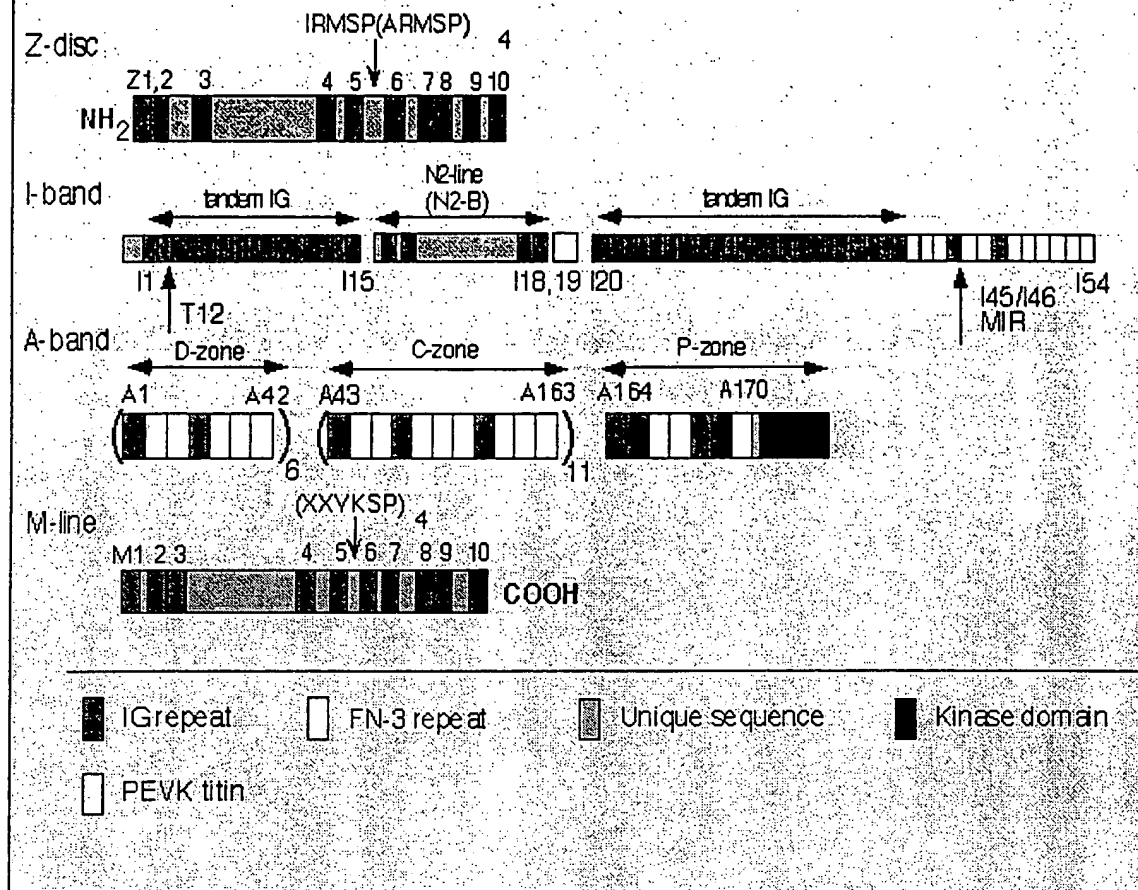 IRMSP(ARMSP)
4
Z-disc
Z1,2 3 4 5 6 7 8 9 10
NH2
I-band
tandem IG
N2-line
(N2-B)
tandem IG
I1 I15 I18,19 I20 I54
T12
I45/I46
MIR
A-band
D-zone C-zone P-zone
A1 A42 A43 A163 A164 A170
6 11
(XXYKSP)
4
M-line
M1 2 3 4 5 6 7 8 9 10
COOH
IG repeat FN-3 repeat Unique sequence Kinase domain
PEVK titin